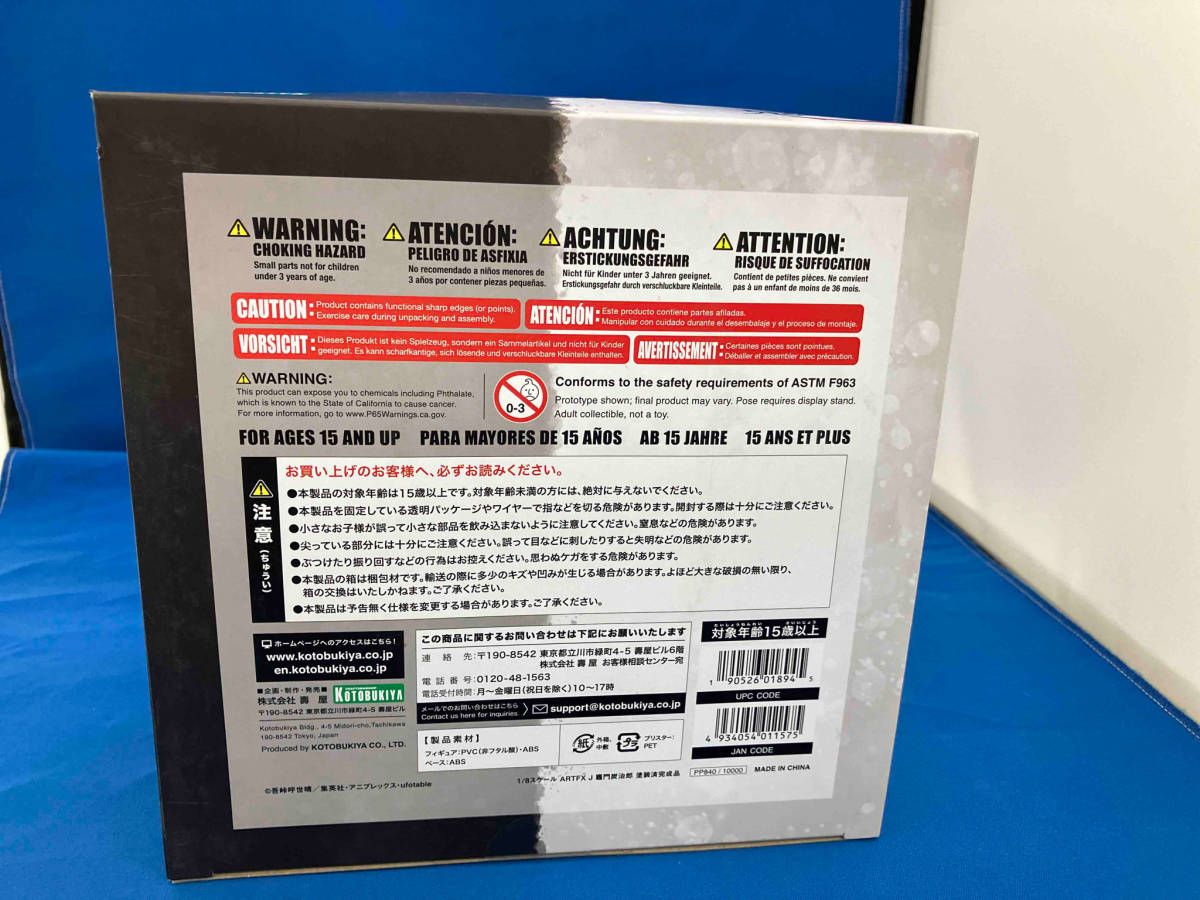 WARNING:
CHOKING HAZARD
Small parts not for children
under 3 years of age.
ATENCIÓN:
PELIGRO DE ASFIXIA
No recomendado a niños menores de
3 años por contener piezas pequeñas.
ACHTUNG:
ERSTICKUNGSGEFAHR
Nicht für Kinder unter 3 Jahren geeignet.
Erstickungsgefahr durch verschluckbare Kleinteile.
ATTENTION:
RISQUE DE SUFFOCATION
Contient de petites pièces. Ne convient
pas à un enfant de moins de 36 mois.
CAUTION
▪ Product contains functional sharp edges (or points).
▪ Exercise care during unpacking and assembly.
ATENCIÓN
▪ Este producto contiene partes afiladas.
▪ Manipular con cuidado durante el desembalaje y el proceso de montaje.
VORSICHT
▪ Dieses Produkt ist kein Spielzeug, sondern ein Sammelartikel und nicht für Kinder
geeignet. Es kann scharfkantige, sich lösende und verschluckbare Kleinteile enthalten.
AVERTISSEMENT
▪ Certaines pièces sont pointues.
▪ Déballer et assembler avec précaution.
WARNING:
This product can expose you to chemicals including Phthalate,
which is known to the State of California to cause cancer.
For more information, go to www.P65Warnings.ca.gov.
0-3
Conforms to the safety requirements of ASTM F963
Prototype shown; final product may vary. Pose requires display stand.
Adult collectible, not a toy.
FOR AGES 15 AND UP PARA MAYORES DE 15 AÑOS AB 15 JAHRE 15 ANS ET PLUS
注意(ちゅうい)
お買い上げのお客様へ、必ずお読みください。
●本製品の対象年齢は15歳以上です。対象年齢未満の方には、絶対に与えないでください。
●本製品を固定している透明パッケージやワイヤーで指などを切る危険があります。開封する際は十分にご注意ください。
●小さなお子様が誤って小さな部品を飲み込まないように注意してください。窒息などの危険があります。
●尖っている部分には十分にご注意ください。誤って目などに刺したりすると失明などの危険があります。
●ぶつけたり振り回すなどの行為はお控えください。思わぬケガをする危険があります。
●本製品の箱は梱包材です。輸送の際に多少のキズや凹みが生じる場合があります。よほど大きな破損の無い限り、
箱の交換はいたしかねます。ご了承ください。
●本製品は予告無く仕様を変更する場合があります。ご了承ください。
ホームページへのアクセスはこちら!
www.kotobukiya.co.jp
en.kotobukiya.co.jp
■企画・制作・発売■
株式会社 壽 屋
KOTOBUKIYA
〒190-8542 東京都立川市緑町4-5 壽屋ビル
Kotobukiya Bldg., 4-5 Midori-cho,Tachikawa
190-8542 Tokyo, Japan
Produced by KOTOBUKIYA CO., LTD.
この商品に関するお問い合わせは下記にお願いいたします
連絡先:〒190-8542 東京都立川市緑町4-5 壽屋ビル6階
株式会社 壽 屋 お客様相談センター宛
電話番号:0120-48-1563
電話受付時間:月~金曜日(祝日を除く)10~17時
メールでのお問い合わせはこちら
Contact us here for inquiries.
support@kotobukiya.co.jp
【製品素材】
フィギュア:PVC(非フタル酸)・ABS
ベース:ABS
紙
外箱、
中敷
プラ
ブリスター:
PET
たいしょうねんれい さいいじょう
対象年齢15歳以上
1 90526 01894 5
UPC CODE
4 934054 011575
JAN CODE
PP840 / 10000
MADE IN CHINA
1/8スケール ARTFX J 竈門炭治郎 塗装済完成品
©吾峠呼世晴/集英社・アニプレックス・ufotable